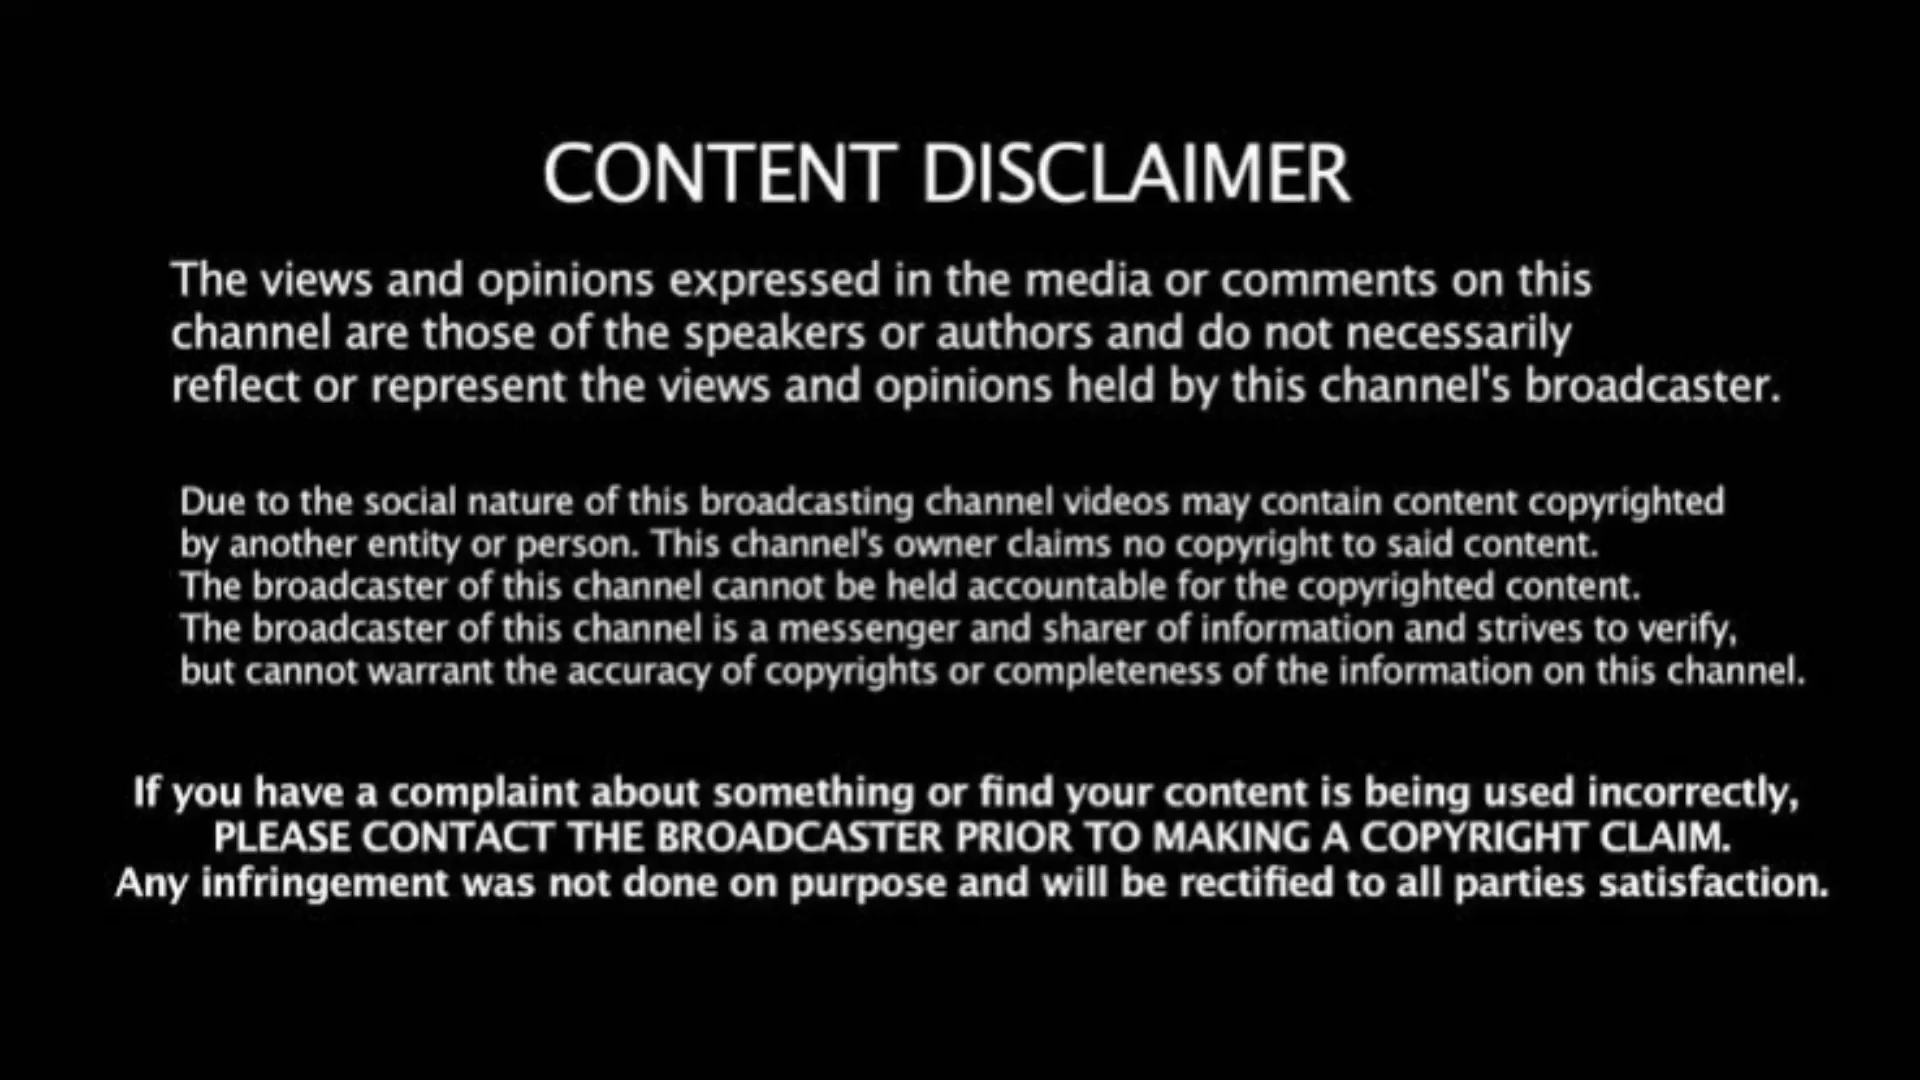 CONTENT DISCLAIMER
The views and opinions expressed in the media or comments on this
channel are those of the speakers or authors and do not necessarily
reflect or represent the views and opinions held by this channel's broadcaster.
Due to the social nature of this broadcasting channel videos may contain content copyrighted
by another entity or person. This channel's owner claims no copyright to said content.
The broadcaster of this channel cannot be held accountable for the copyrighted content.
The broadcaster of this channel is a messenger and sharer of information and strives to verify,
but cannot warrant the accuracy of copyrights or completeness of the information on this channel.
If you have a complaint about something or find your content is being used incorrectly,
PLEASE CONTACT THE BROADCASTER PRIOR TO MAKING A COPYRIGHT CLAIM.
Any infringement was not done on purpose and will be rectified to all parties satisfaction.